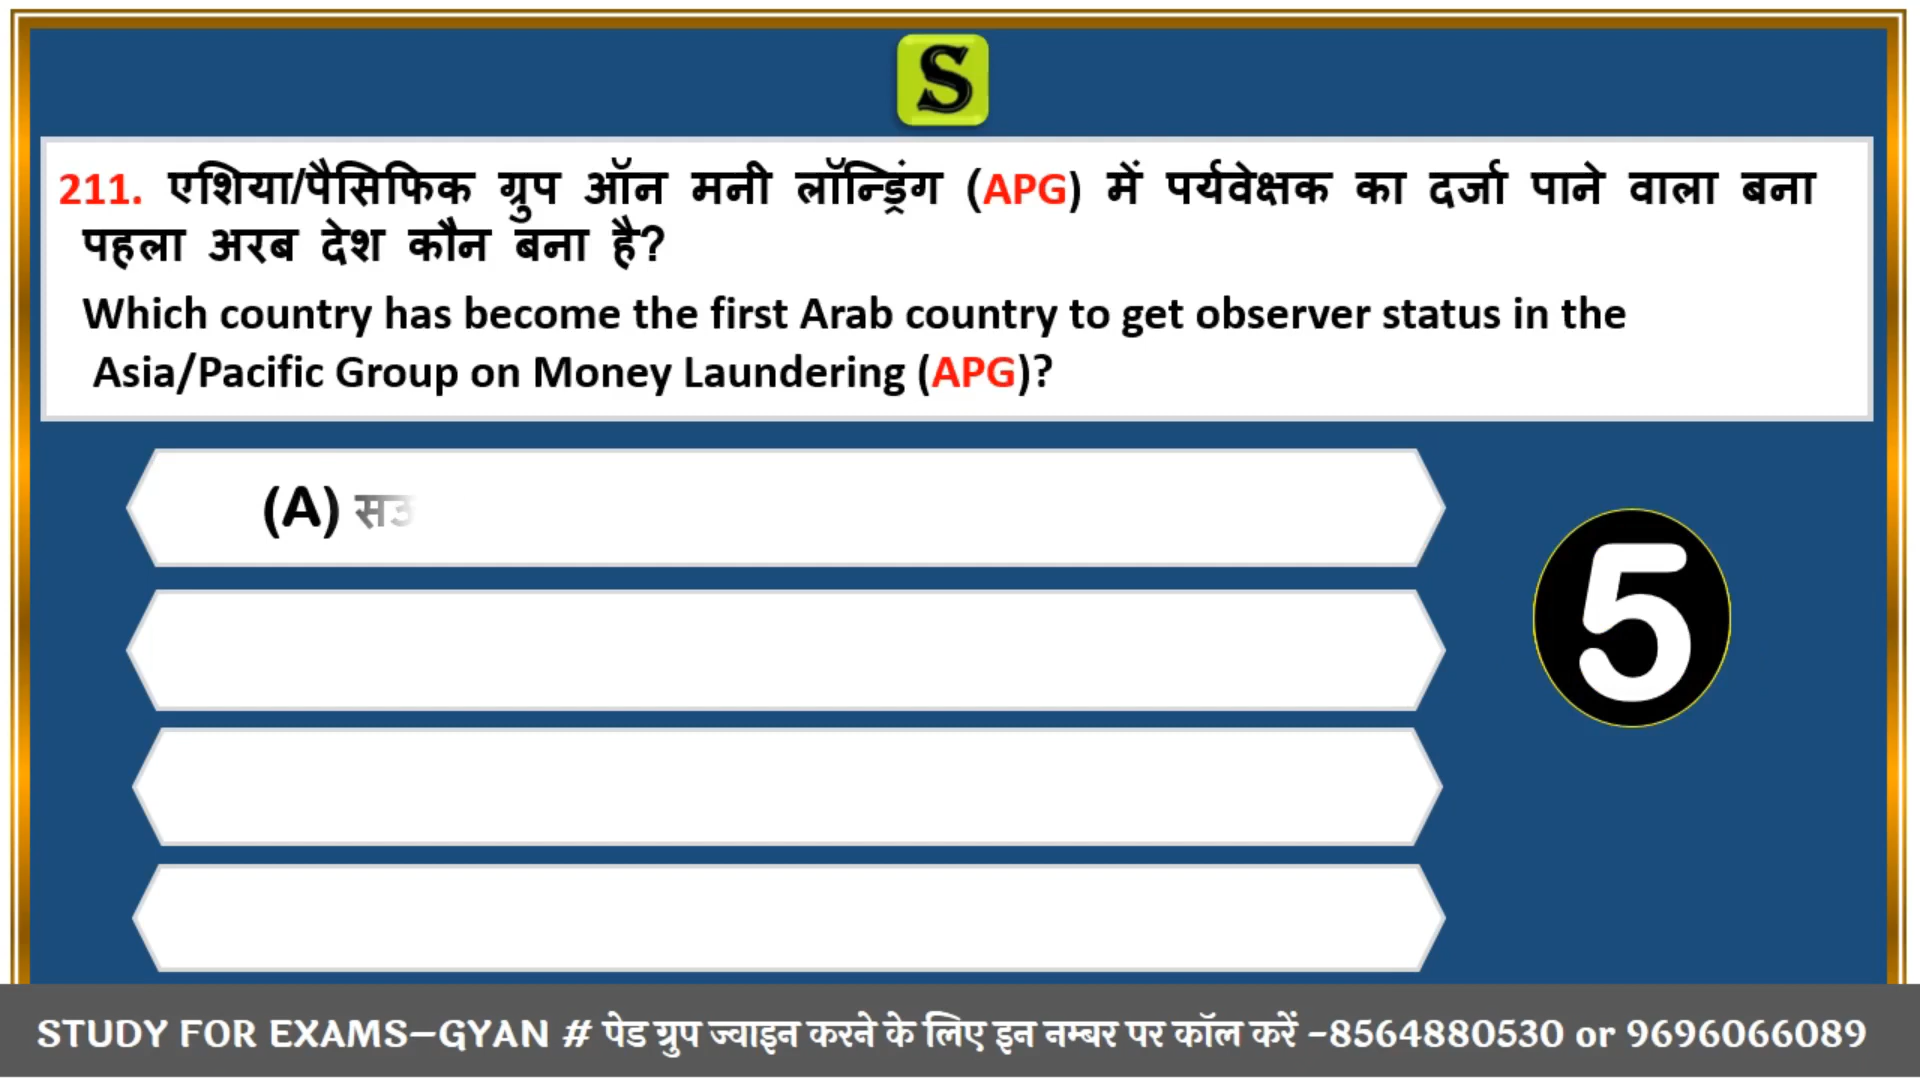 S
211. एशिया/पैसिफिक ग्रुप ऑन मनी लॉन्ड्रिंग (APG) में पर्यवेक्षक का दर्जा पाने वाला बना
पहला अरब देश कौन बना है?
Which country has become the first Arab country to get observer status in the
Asia/Pacific Group on Money Laundering (APG)?
(A)
5
STUDY FOR EXAMS–GYAN # पेड ग्रुप ज्वाइन करने के लिए इन नम्बर पर कॉल करें –8564880530 or 9696066089